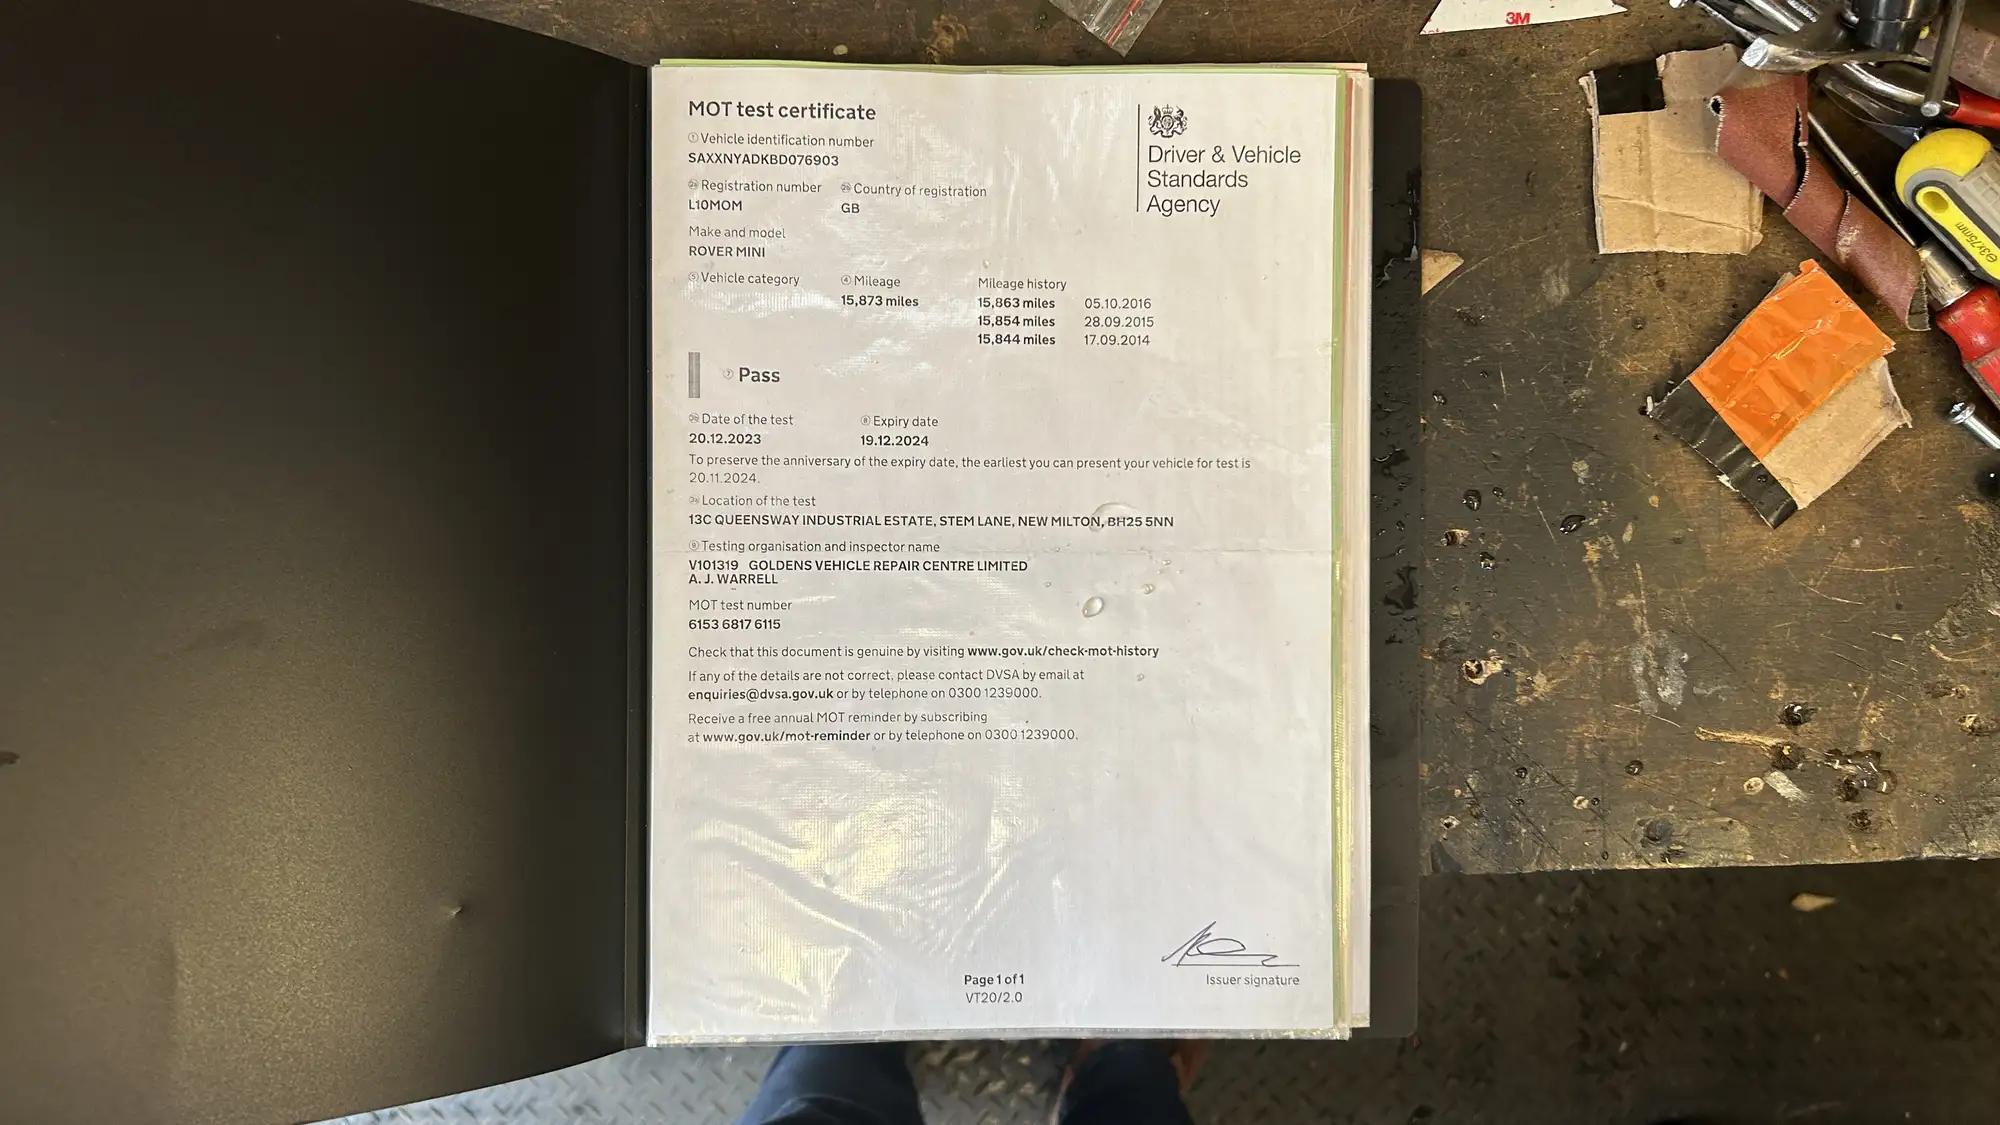 3M
MOT test certificate
① Vehicle identification number
SAXXNYADKBD076903
Registration number
Country of registration
L10MOM
GB
Make and model
ROVER MINI
⑤ Vehicle category
④ Mileage
Mileage history
15,873 miles
15,863 miles 05.10.2016
15,854 miles 28.09.2015
15,844 miles 17.09.2014
⑦ Pass
Date of the test
⑧ Expiry date
20.12.2023
19.12.2024
To preserve the anniversary of the expiry date, the earliest you can present your vehicle for test is
20.11.2024.
Location of the test
13C QUEENSWAY INDUSTRIAL ESTATE, STEM LANE, NEW MILTON, BH25 5NN
⑨ Testing organisation and inspector name
V101319 GOLDENS VEHICLE REPAIR CENTRE LIMITED
A. J. WARRELL
MOT test number
6153 6817 6115
Check that this document is genuine by visiting www.gov.uk/check-mot-history
If any of the details are not correct, please contact DVSA by email at
enquiries@dvsa.gov.uk or by telephone on 0300 1239000.
Receive a free annual MOT reminder by subscribing
at www.gov.uk/mot-reminder or by telephone on 0300 1239000.
Driver & Vehicle
Standards
Agency
Page 1 of 1
VT20/2.0
Issuer signature